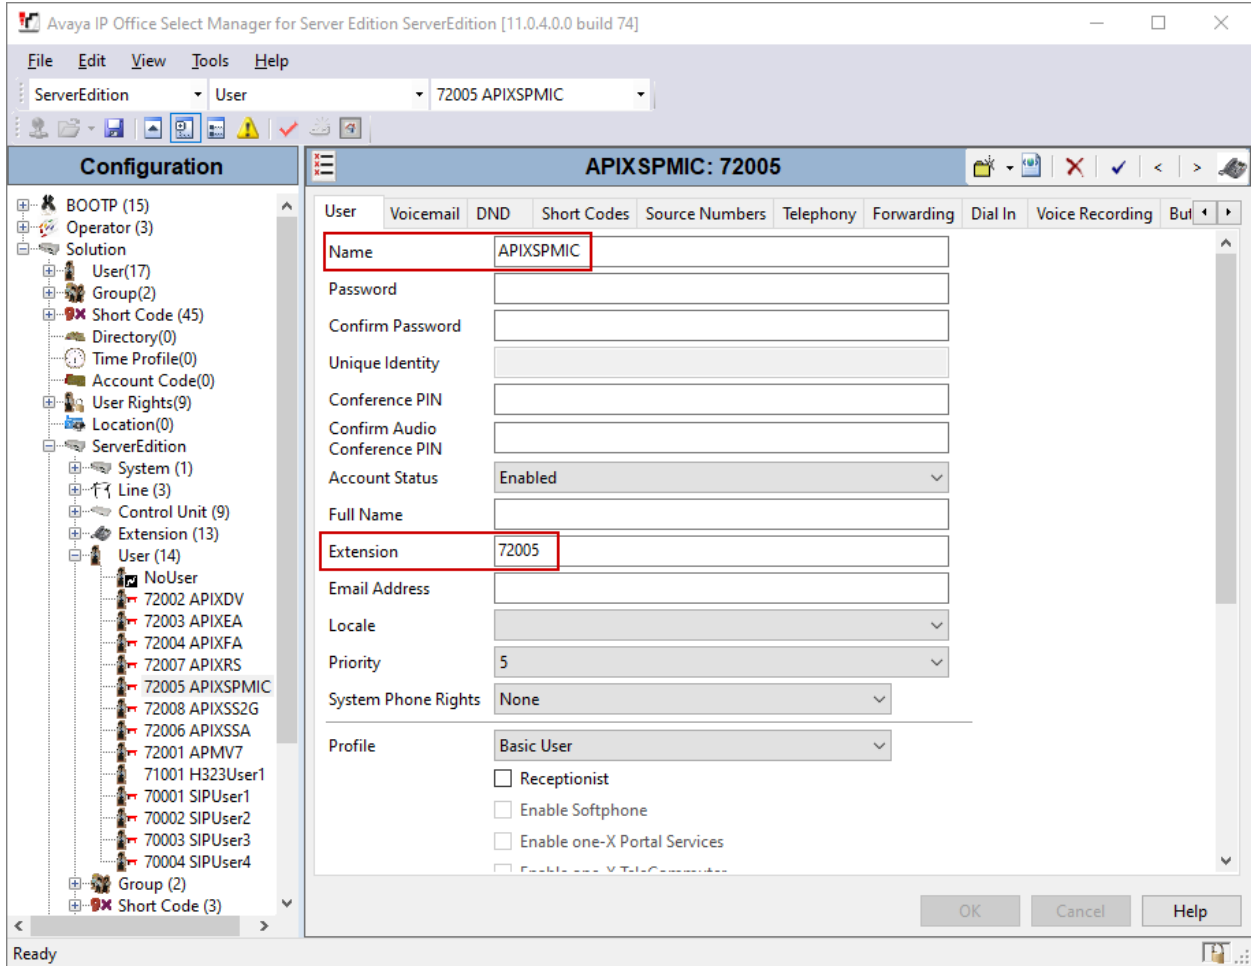 Avaya IP Office Select Manager for Server Edition ServerEdition [11.0.4.0.0 build 74]
File Edit View Tools Help
ServerEdition User 72005 APIXSPMIC
Configuration
BOOTP (15)
Operator (3)
Solution
User(17)
Group(2)
Short Code (45)
Directory(0)
Time Profile(0)
Account Code(0)
User Rights(9)
Location(0)
ServerEdition
System (1)
Line (3)
Control Unit (9)
Extension (13)
User (14)
NoUser
72002 APIXDV
72003 APIXEA
72004 APIXFA
72007 APIXRS
72005 APIXSPMIC
72008 APIXSS2G
72006 APIXSSA
72001 APMV7
71001 H323User1
70001 SIPUser1
70002 SIPUser2
70003 SIPUser3
70004 SIPUser4
Group (2)
Short Code (3)
APIXSPMIC: 72005
User Voicemail DND Short Codes Source Numbers Telephony Forwarding Dial In Voice Recording But
Name APIXSPMIC
Password
Confirm Password
Unique Identity
Conference PIN
Confirm Audio
Conference PIN
Account Status Enabled
Full Name
Extension 72005
Email Address
Locale
Priority 5
System Phone Rights None
Profile Basic User
Receptionist
Enable Softphone
Enable one-X Portal Services
Enable one-X TeleCommuter
OK Cancel Help
Ready